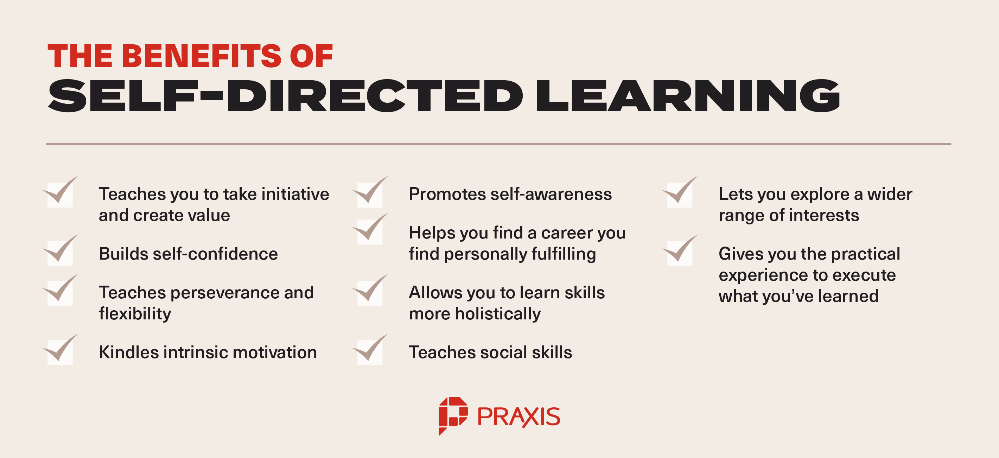 THE BENEFITS OF
SELF-DIRECTED LEARNING
Teaches you to take initiative
and create value
Builds self-confidence
Teaches perseverance and
flexibility
Kindles intrinsic motivation
Promotes self-awareness
Helps you find a career you
find personally fulfilling
Allows you to learn skills
more holistically
Teaches social skills
Lets you explore a wider
range of interests
Gives you the practical
experience to execute
what you’ve learned
PRAXIS